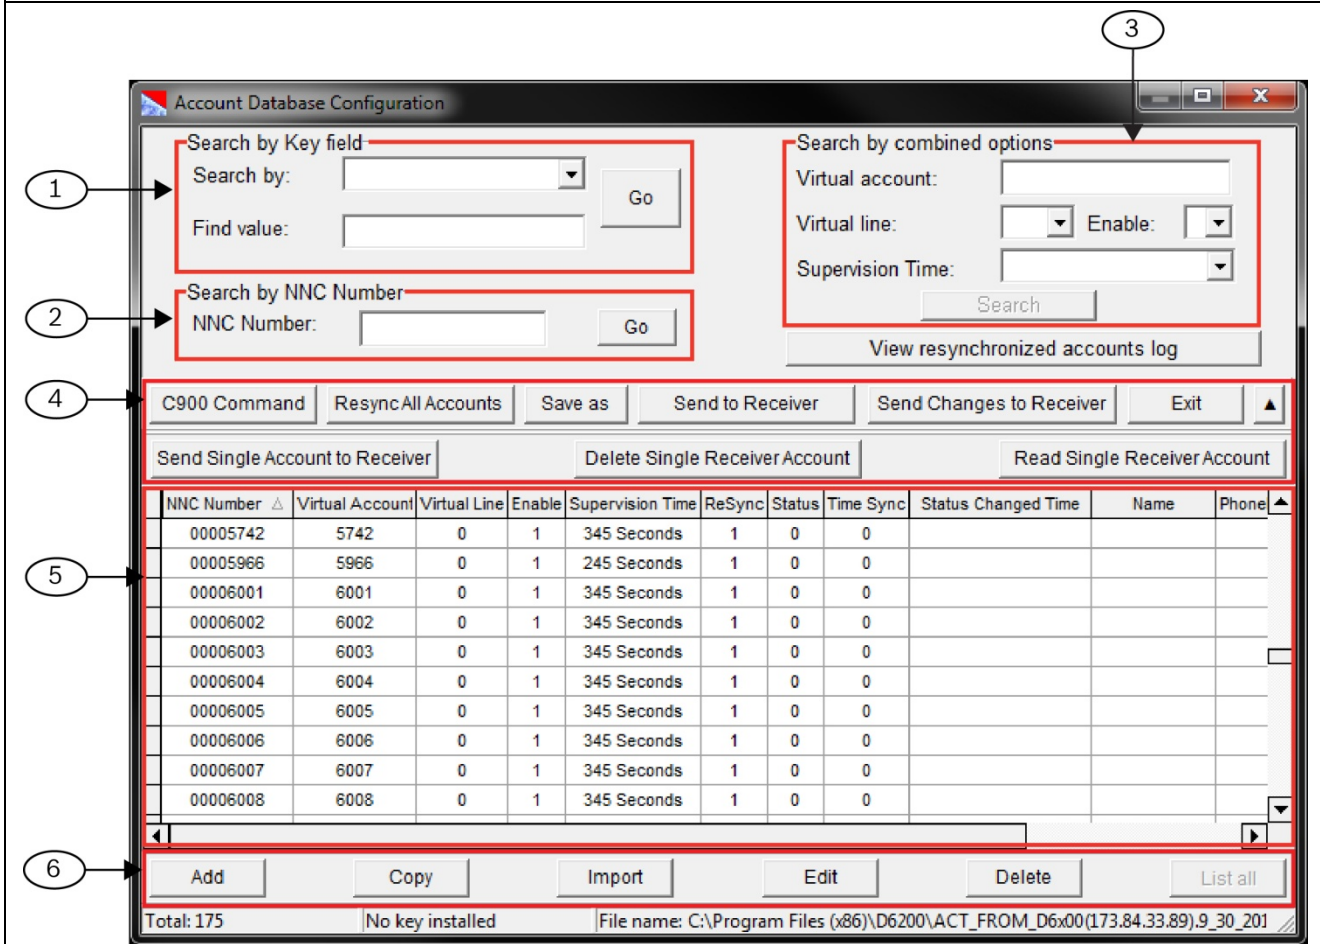 3
Account Database Configuration
Search by Key field
Search by:
Go
Find value:
1
Search by combined options
Virtual account:
Virtual line:
Enable:
Supervision Time:
Search
Search by NNC Number
NNC Number:
Go
2
View resynchronized accounts log
4
C900 Command Resync All Accounts Save as Send to Receiver Send Changes to Receiver Exit
Send Single Account to Receiver Delete Single Receiver Account Read Single Receiver Account
NNC Number Virtual Account Virtual Line Enable Supervision Time ReSync Status Time Sync Status Changed Time Name Phone
00005742 5742 0 1 345 Seconds 1 0 0
00005966 5966 0 1 245 Seconds 1 0 0
5
00006001 6001 0 1 345 Seconds 1 0 0
00006002 6002 0 1 345 Seconds 1 0 0
00006003 6003 0 1 345 Seconds 1 0 0
00006004 6004 0 1 345 Seconds 1 0 0
00006005 6005 0 1 345 Seconds 1 0 0
00006006 6006 0 1 345 Seconds 1 0 0
00006007 6007 0 1 345 Seconds 1 0 0
00006008 6008 0 1 345 Seconds 1 0 0
6
Add Copy Import Edit Delete List all
Total: 175 No key installed File name: C:\Program Files (x86)\D6200\ACT_FROM_D6x00(173.84.33.89).9_30_201